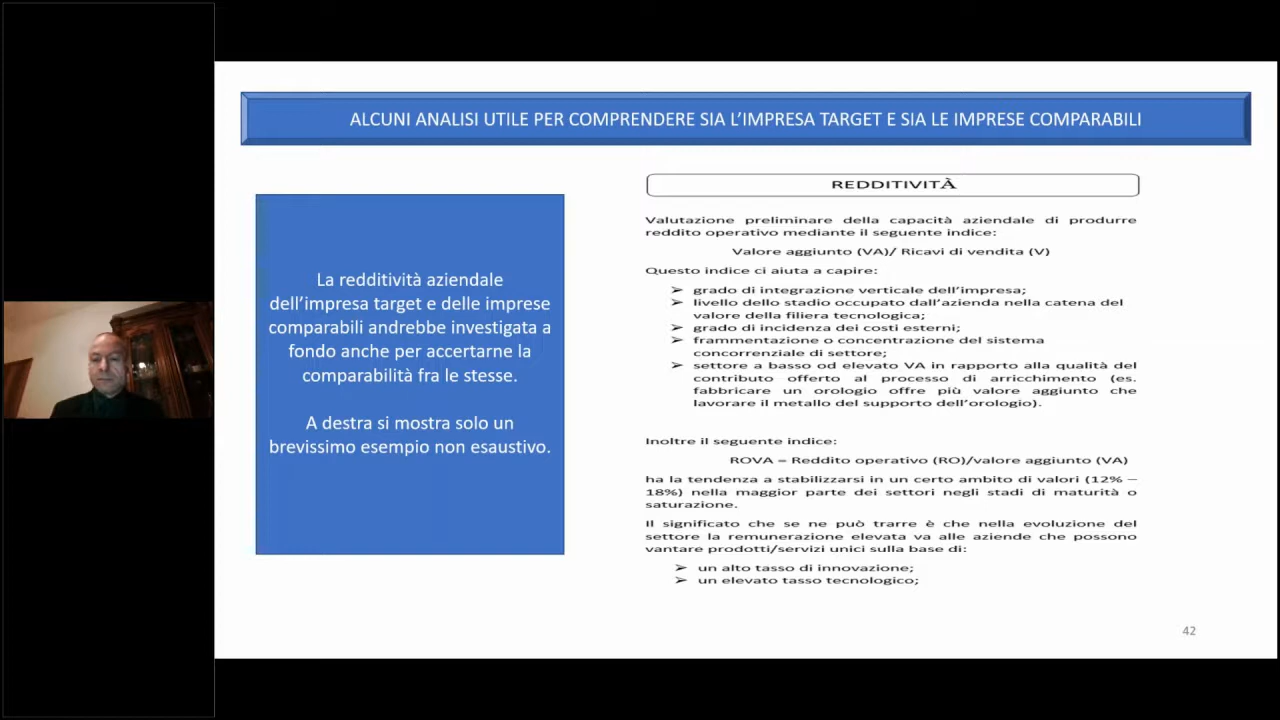 ALCUNI ANALISI UTILE PER COMPRENDERE SIA L'IMPRESA TARGET E SIA LE IMPRESE COMPARABILI
La redditività aziendale
dell'impresa target e delle imprese
comparabili andrebbe investigata a
fondo anche per accertarne la
comparabilità fra le stesse.
A destra si mostra solo un
brevissimo esempio non esaustivo.
REDDITIVITÀ
Valutazione preliminare della capacità aziendale di produrre
reddito operativo mediante il seguente indice:
Valore aggiunto (VA)/ Ricavi di vendita (V)
Questo indice ci aiuta a capire:
➢ grado di integrazione verticale dell'impresa;
➢ livello dello stadio occupato dall'azienda nella catena del
valore della filiera tecnologica;
➢ grado di incidenza dei costi esterni;
➢ frammentazione o concentrazione del sistema
concorrenziale di settore;
➢ settore a basso od elevato VA in rapporto alla qualità del
contributo offerto al processo di arricchimento (es.
fabbricare un orologio offre più valore aggiunto che
lavorare il metallo del supporto dell'orologio).
Inoltre il seguente indice:
ROVA = Reddito operativo (RO)/valore aggiunto (VA)
ha la tendenza a stabilizzarsi in un certo ambito di valori (12% –
18%) nella maggior parte dei settori negli stadi di maturità o
saturazione.
Il significato che se ne può trarre è che nella evoluzione del
settore la remunerazione elevata va alle aziende che possono
vantare prodotti/servizi unici sulla base di:
➢ un alto tasso di innovazione;
➢ un elevato tasso tecnologico;
42